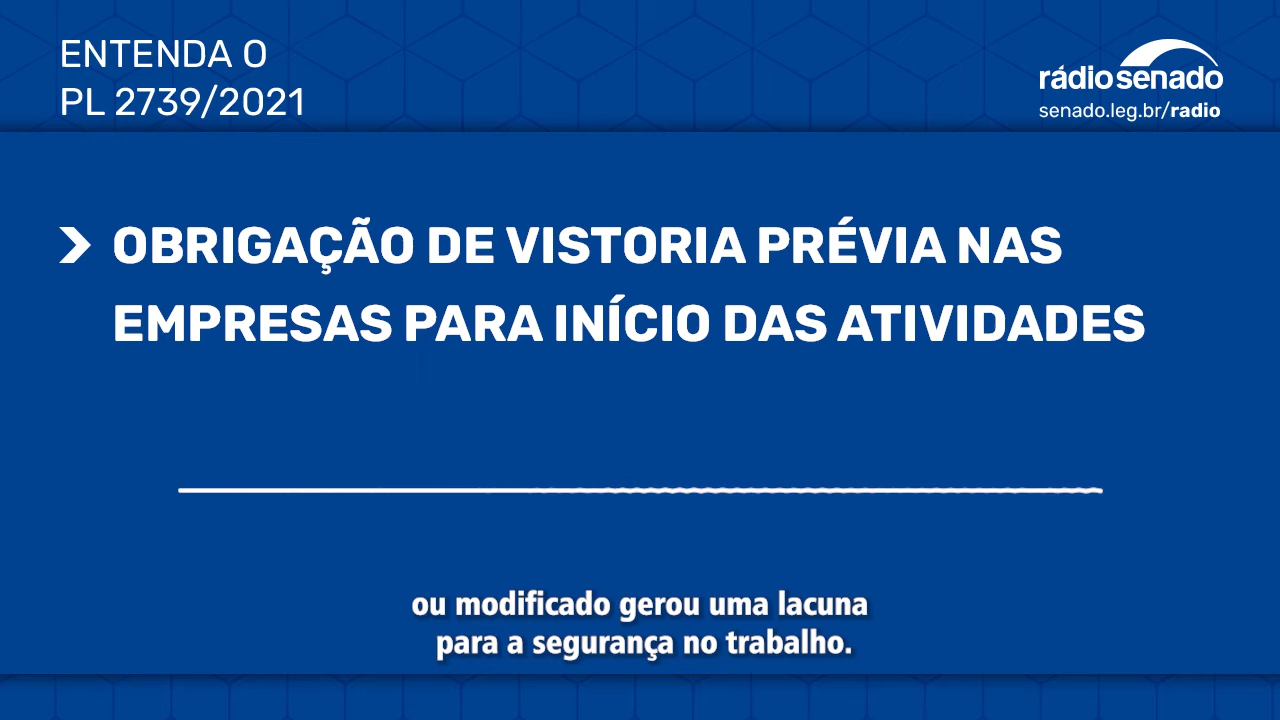 ENTENDA O
PL 2739/2021
rádio senado
senado.leg.br/radio
OBRIGAÇÃO DE VISTORIA PRÉVIA NAS
EMPRESAS PARA INÍCIO DAS ATIVIDADES
ou modificado gerou uma lacuna
para a segurança no trabalho.